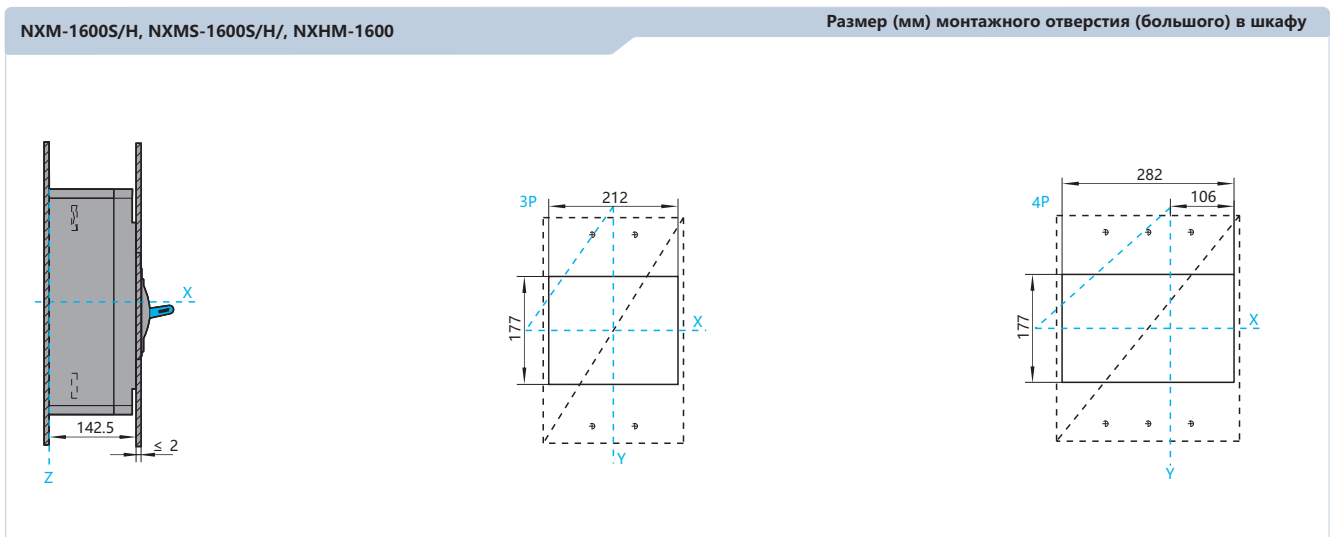 NXM-1600S/H, NXMS-1600S/H/, NXHM-1600
Размер (мм) монтажного отверстия (большого) в шкафу
X
142.5
≤ 2
Z
3P
212
177
X
Y
4P
282
106
177
X
Y